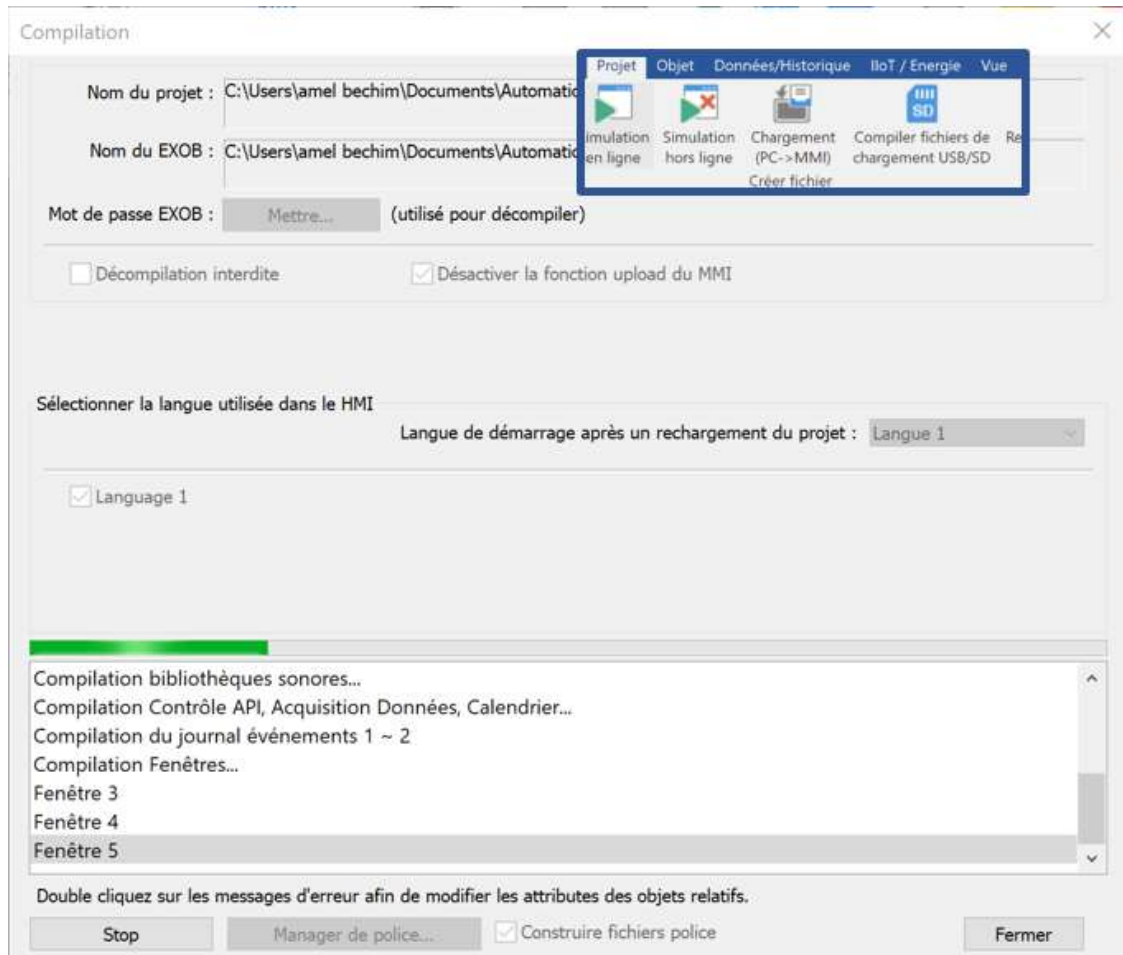 Compilation
Projet Objet Données/Historique IIoT / Energie Vue
Nom du projet : C:\Users\amel bechim\Documents\Automatic
SD
imulation Simulation Chargement Compiler fichiers de Re
en ligne hors ligne (PC->MMI) chargement USB/SD
Créer fichier
Nom du EXOB : C:\Users\amel bechim\Documents\Automatic
Mot de passe EXOB : Mettre... (utilisé pour décompiler)
Décompilation interdite Désactiver la fonction upload du MMI
Sélectionner la langue utilisée dans le HMI
Langue de démarrage après un rechargement du projet : Langue 1
Language 1
Compilation bibliothèques sonores...
Compilation Contrôle API, Acquisition Données, Calendrier...
Compilation du journal événements 1 ~ 2
Compilation Fenêtres...
Fenêtre 3
Fenêtre 4
Fenêtre 5
Double cliquez sur les messages d'erreur afin de modifier les attributes des objets relatifs.
Stop Manager de police... Construire fichiers police Fermer